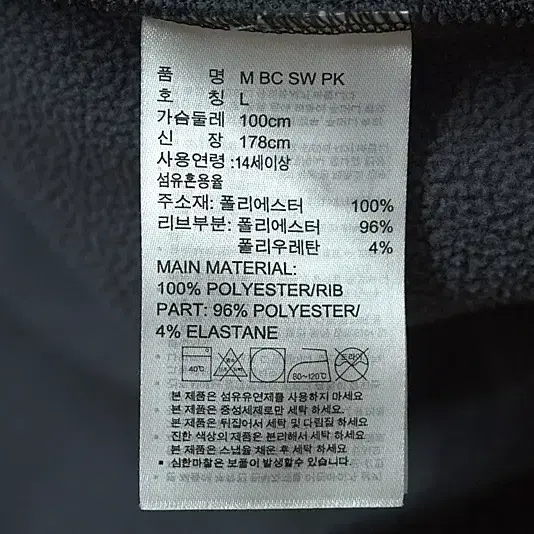 품 명 M BC SW PK
호 칭 L
가슴둘레 100cm
신 장 178cm
사용연령 :14세이상
섬유혼용율
주소재: 폴리에스터 100%
리브부분: 폴리에스터 96%
폴리우레탄 4%
MAIN MATERIAL:
100% POLYESTER/RIB
PART: 96% POLYESTER/
4% ELASTANE
40℃ 80~120℃ 드라이
본 제품은 섬유유연제를 사용하지 마세요
본 제품은 중성세제로만 세탁 하세요.
본 제품은 뒤집어서 세탁 및 다림질 하세요
진한 색상의 제품은 분리해서 세탁 하세요
본 제품은 스냅을 채운 후 세탁 하세요
▪ 심한마찰은 보풀이 발생할수 있습니다.